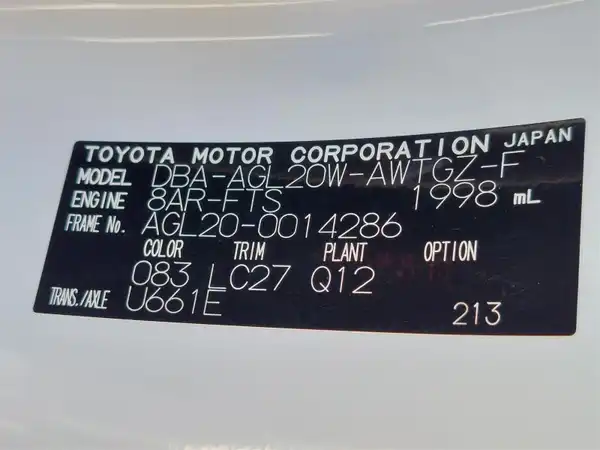 TOYOTA MOTOR CORPORATION JAPAN
MODEL DBA-AGL20W-AWTGZ-F
ENGINE 8AR-FTS 1998 mL
FRAME No. AGL20-0014286
COLOR TRIM PLANT OPTION
083 LC27 Q12
TRANS./AXLE U661E
213